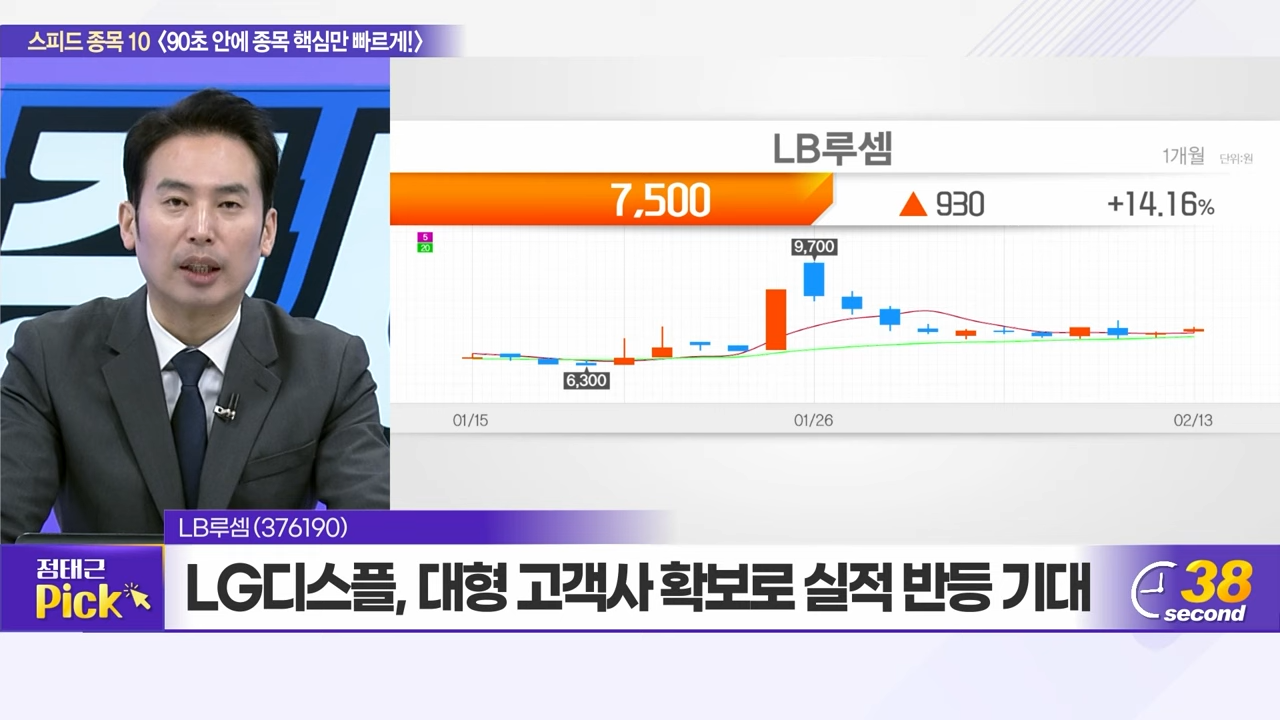 스피드 종목 10 〈90초 안에 종목 핵심만 빠르게!〉
LB루셈
1개월 단위:원
7,500
▲ 930
+14.16%
5
20
9,700
6,300
01/15
01/26
02/13
LB루셈(376190)
정태근
Pick
LG디스플, 대형 고객사 확보로 실적 반등 기대
38
second